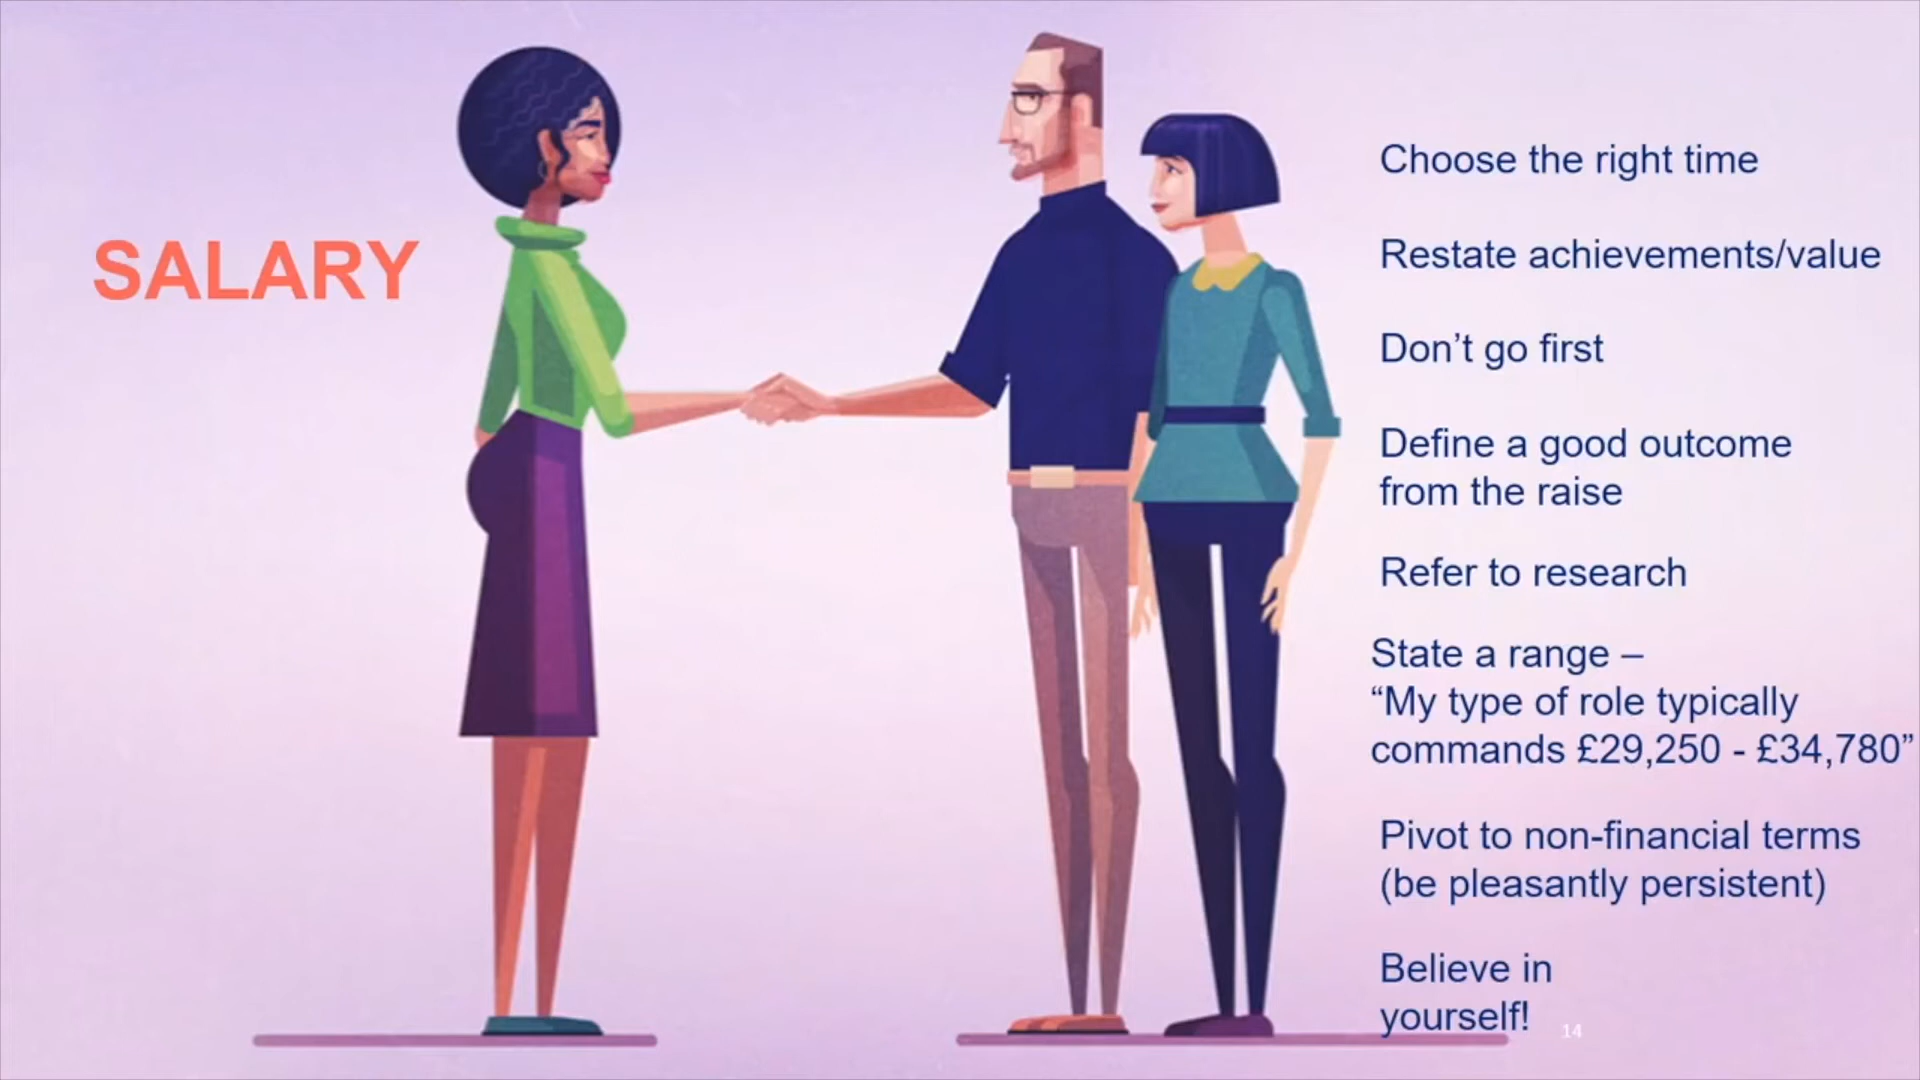 SALARY
Choose the right time
Restate achievements/value
Don’t go first
Define a good outcome
from the raise
Refer to research
State a range –
“My type of role typically
commands £29,250 - £34,780”
Pivot to non-financial terms
(be pleasantly persistent)
Believe in
yourself!
14